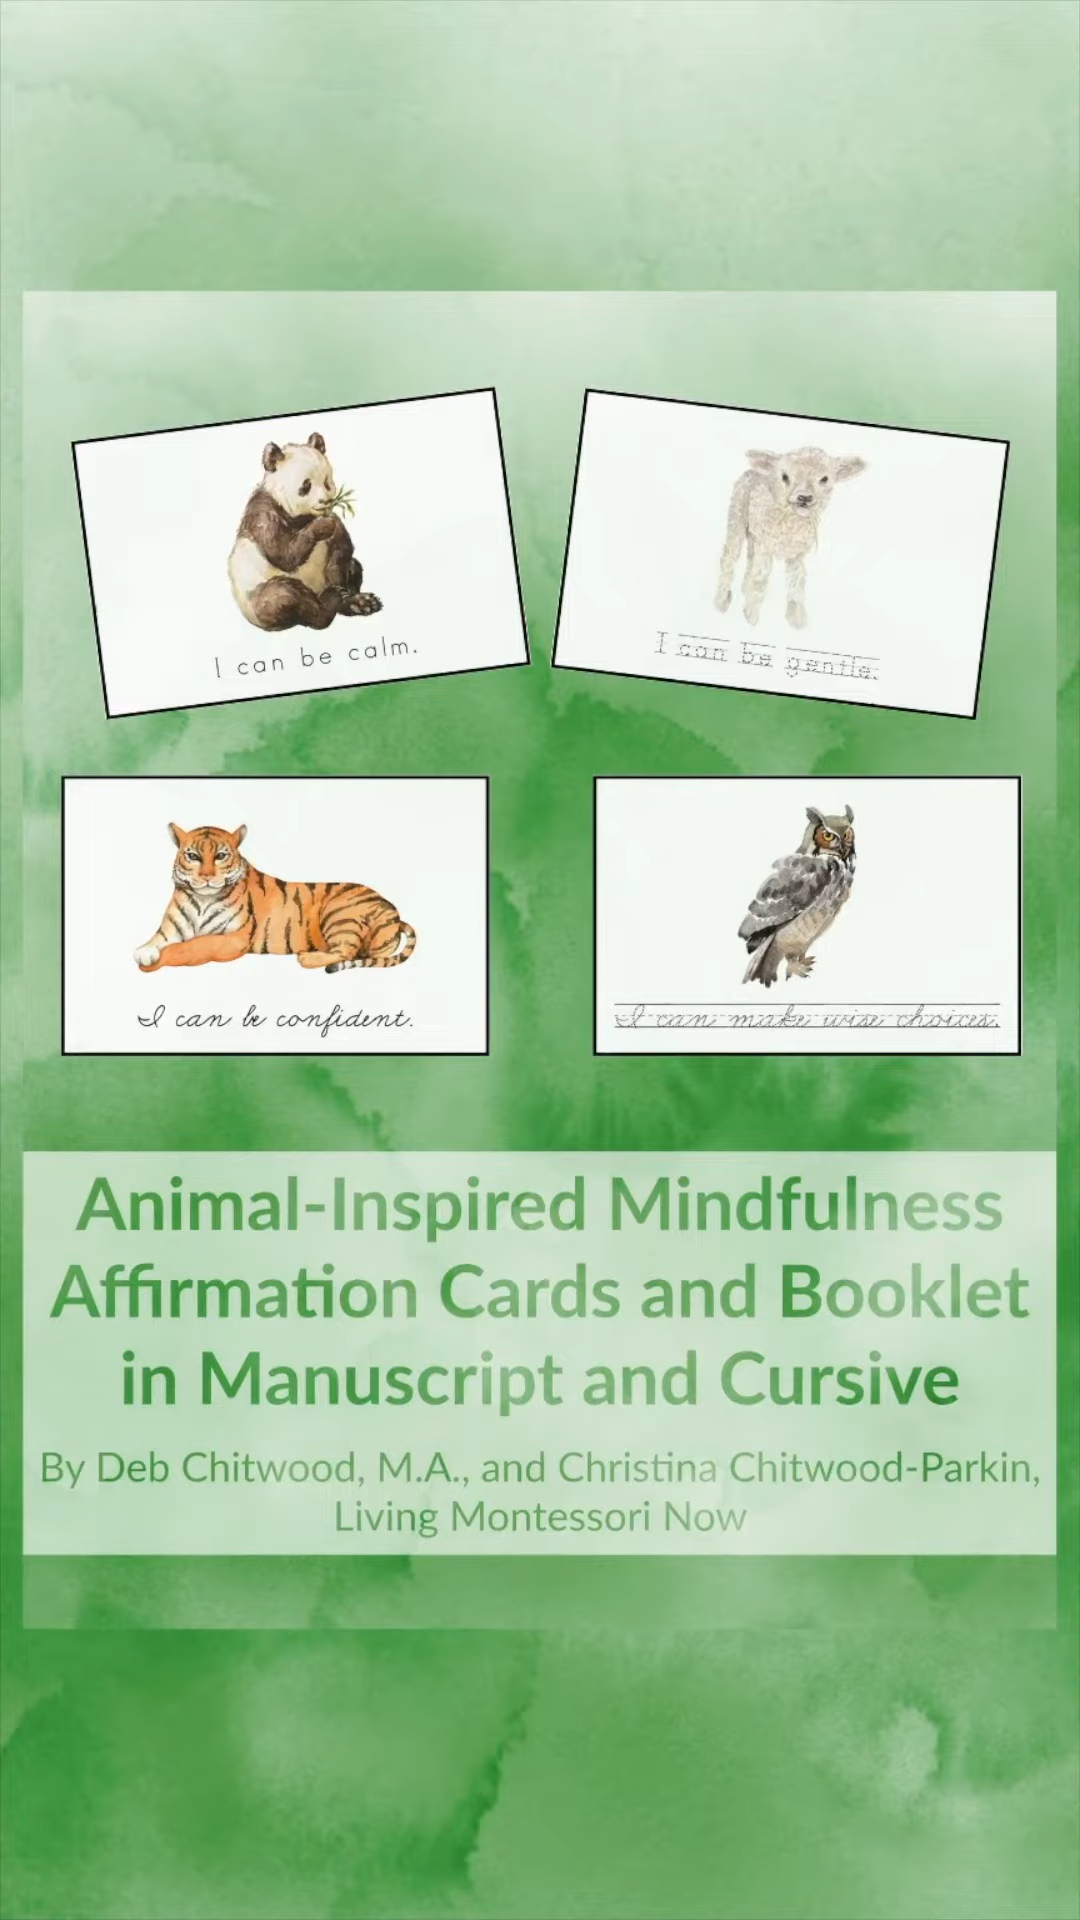 I can be calm.
I can be gentle.
I can be confident.
I can make wise choices.
Animal-Inspired Mindfulness
Affirmation Cards and Booklet
in Manuscript and Cursive
By Deb Chitwood, M.A., and Christina Chitwood-Parkin,
Living Montessori Now